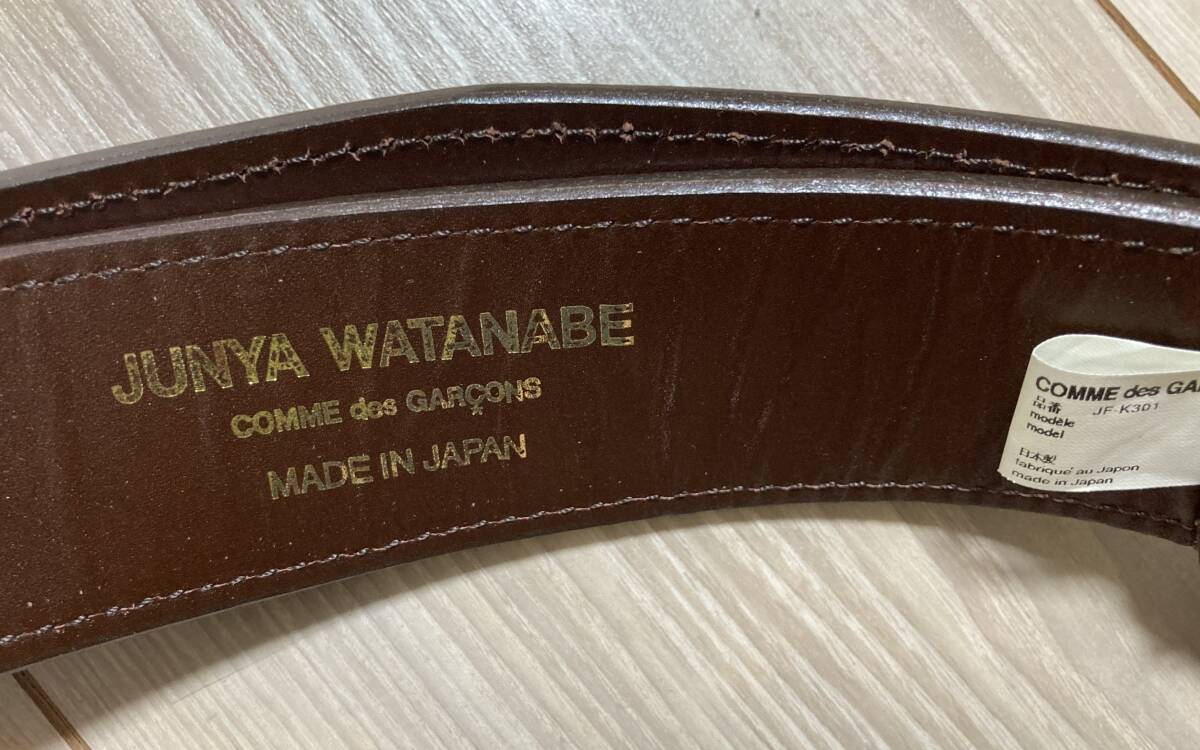 JUNYA WATANABE
COMME des GARÇONS
MADE IN JAPAN
COMME des GA
品番 JF-K301
modèle
model
日本製
fabriqué au Japon
made in Japan